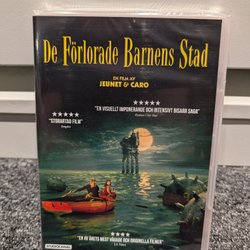 De Förlorade Barnens Stad
EN FILM AV
JEUNET & CARO
★★★★★
"EN VISUELLT IMPONERANDE OCH INTENSIVT BISARR SAGA"
★★★★★
"STORARTAD FILM"
Empire
★★★★
"EN AV ÅRETS MEST VÅGADE OCH ORIGINELLA FILMER"